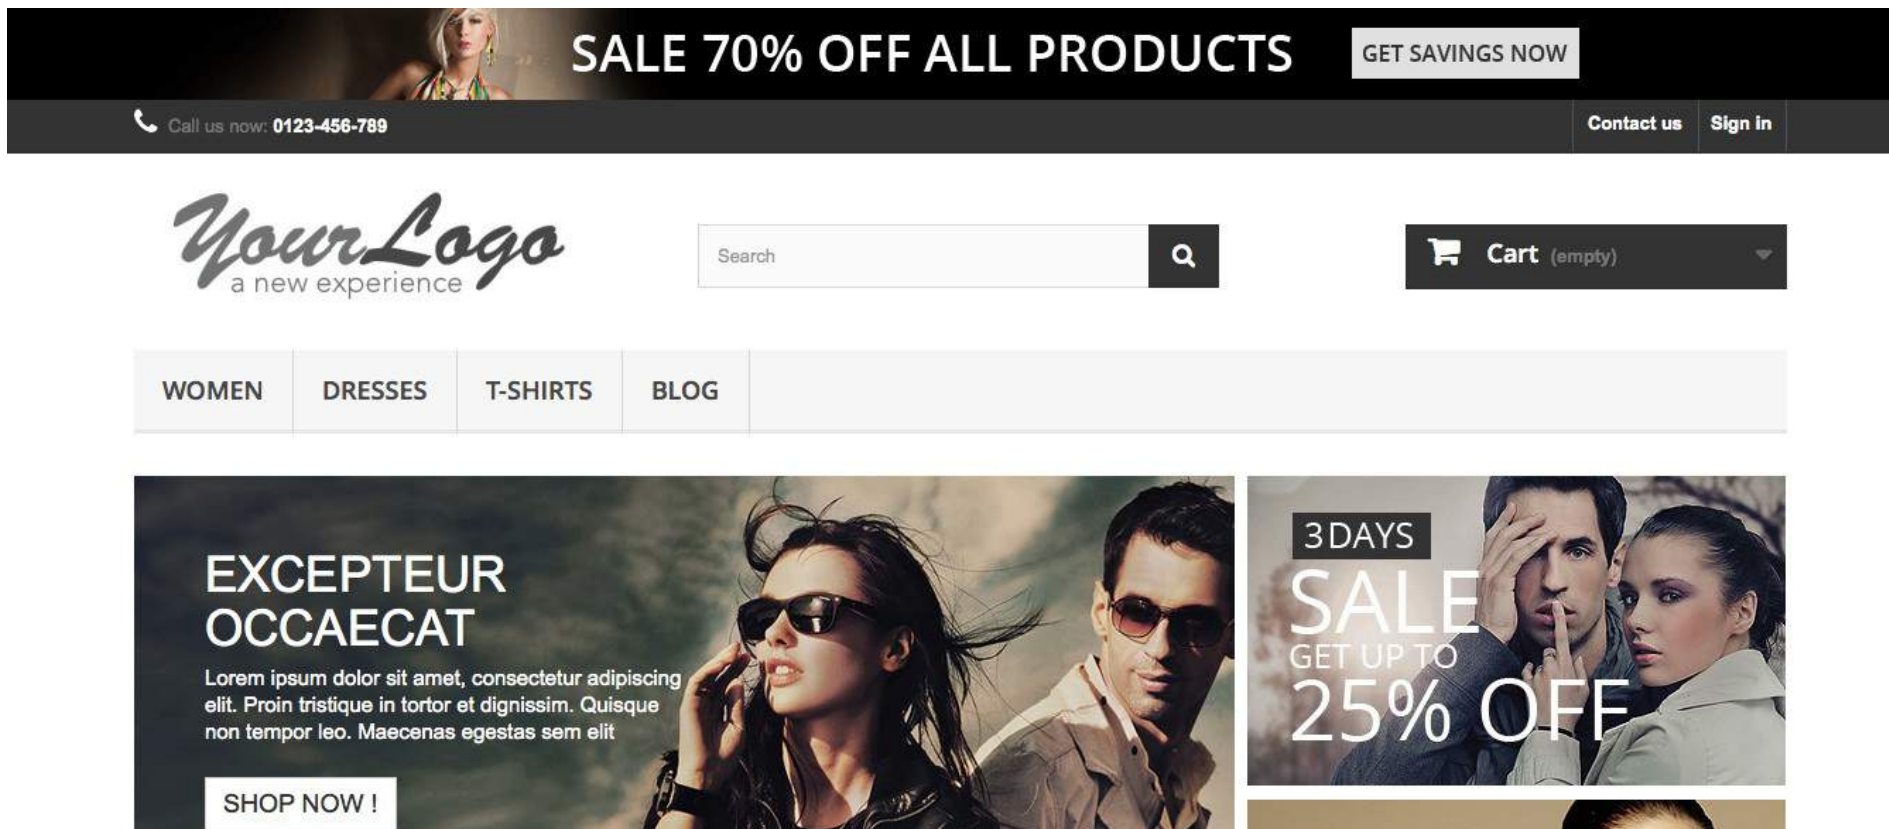 SALE 70% OFF ALL PRODUCTS
GET SAVINGS NOW
Call us now: 0123-456-789
Contact us
Sign in
YourLogo
a new experience
Search
Cart (empty)
WOMEN
DRESSES
T-SHIRTS
BLOG
EXCEPTEUR
OCCAECAT
Lorem ipsum dolor sit amet, consectetur adipiscing
elit. Proin tristique in tortor et dignissim. Quisque
non tempor leo. Maecenas egestas sem elit
SHOP NOW !
3 DAYS
SALE
GET UP TO
25% OFF